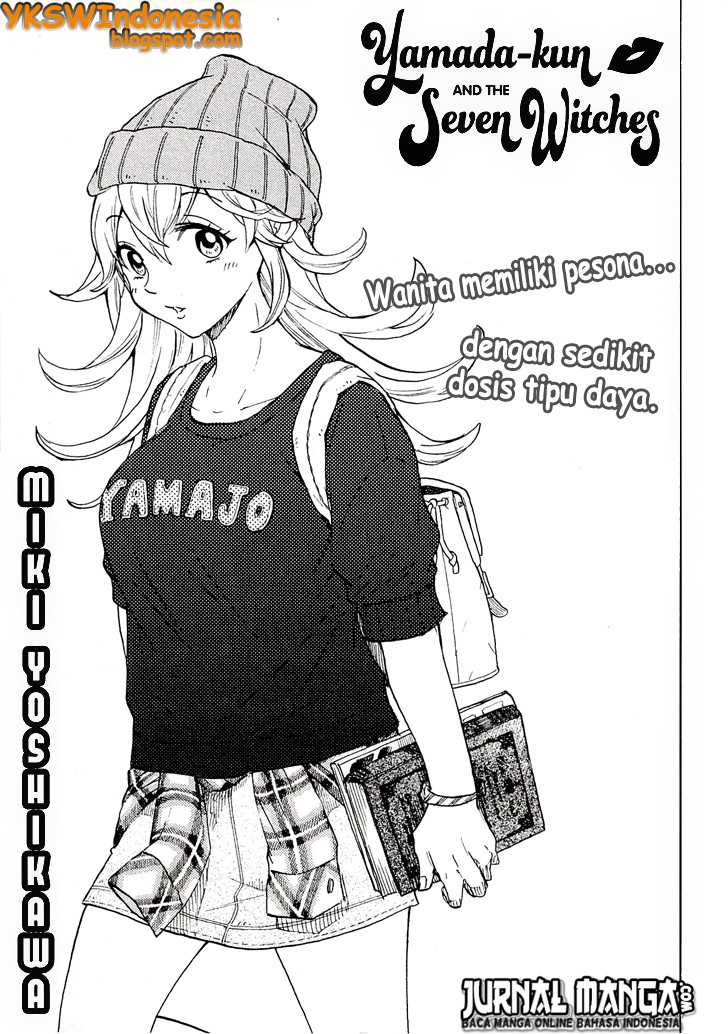 YKSWIndonesia
blogspot.com
Yamada-kun
AND THE
Seven Witches
Wanita memiliki pesona...
dengan sedikit
dosis tipu daya.
YAMAJO
MIKI YOSHIKAWA
JURNAL MANGA.COM
BACA MANGA ONLINE BAHASA INDONESIA